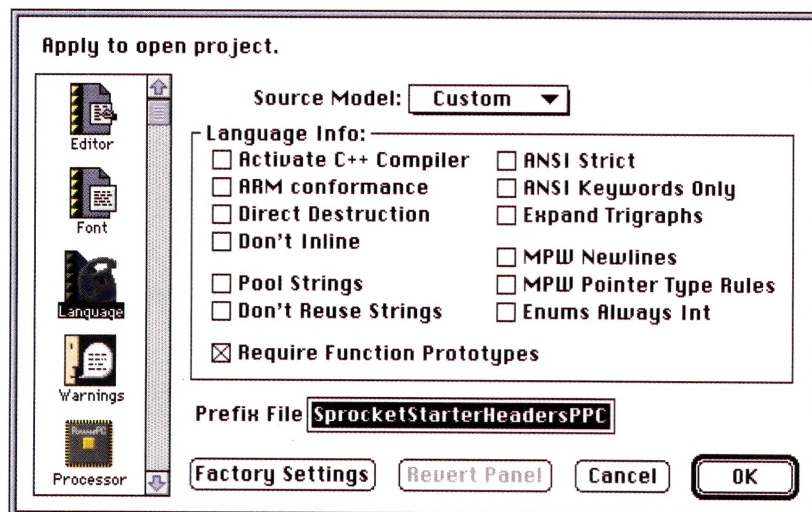 Apply to open project.
Editor
Font
Language
Warnings
PowerPC
Processor
Source Model: Custom
Language Info:
Activate C++ Compiler
ARM conformance
Direct Destruction
Don't Inline
Pool Strings
Don't Reuse Strings
ANSI Strict
ANSI Keywords Only
Expand Trigraphs
MPW Newlines
MPW Pointer Type Rules
Enums Always Int
Require Function Prototypes
Prefix File SprocketStarterHeadersPPC
Factory Settings
Revert Panel
Cancel
OK